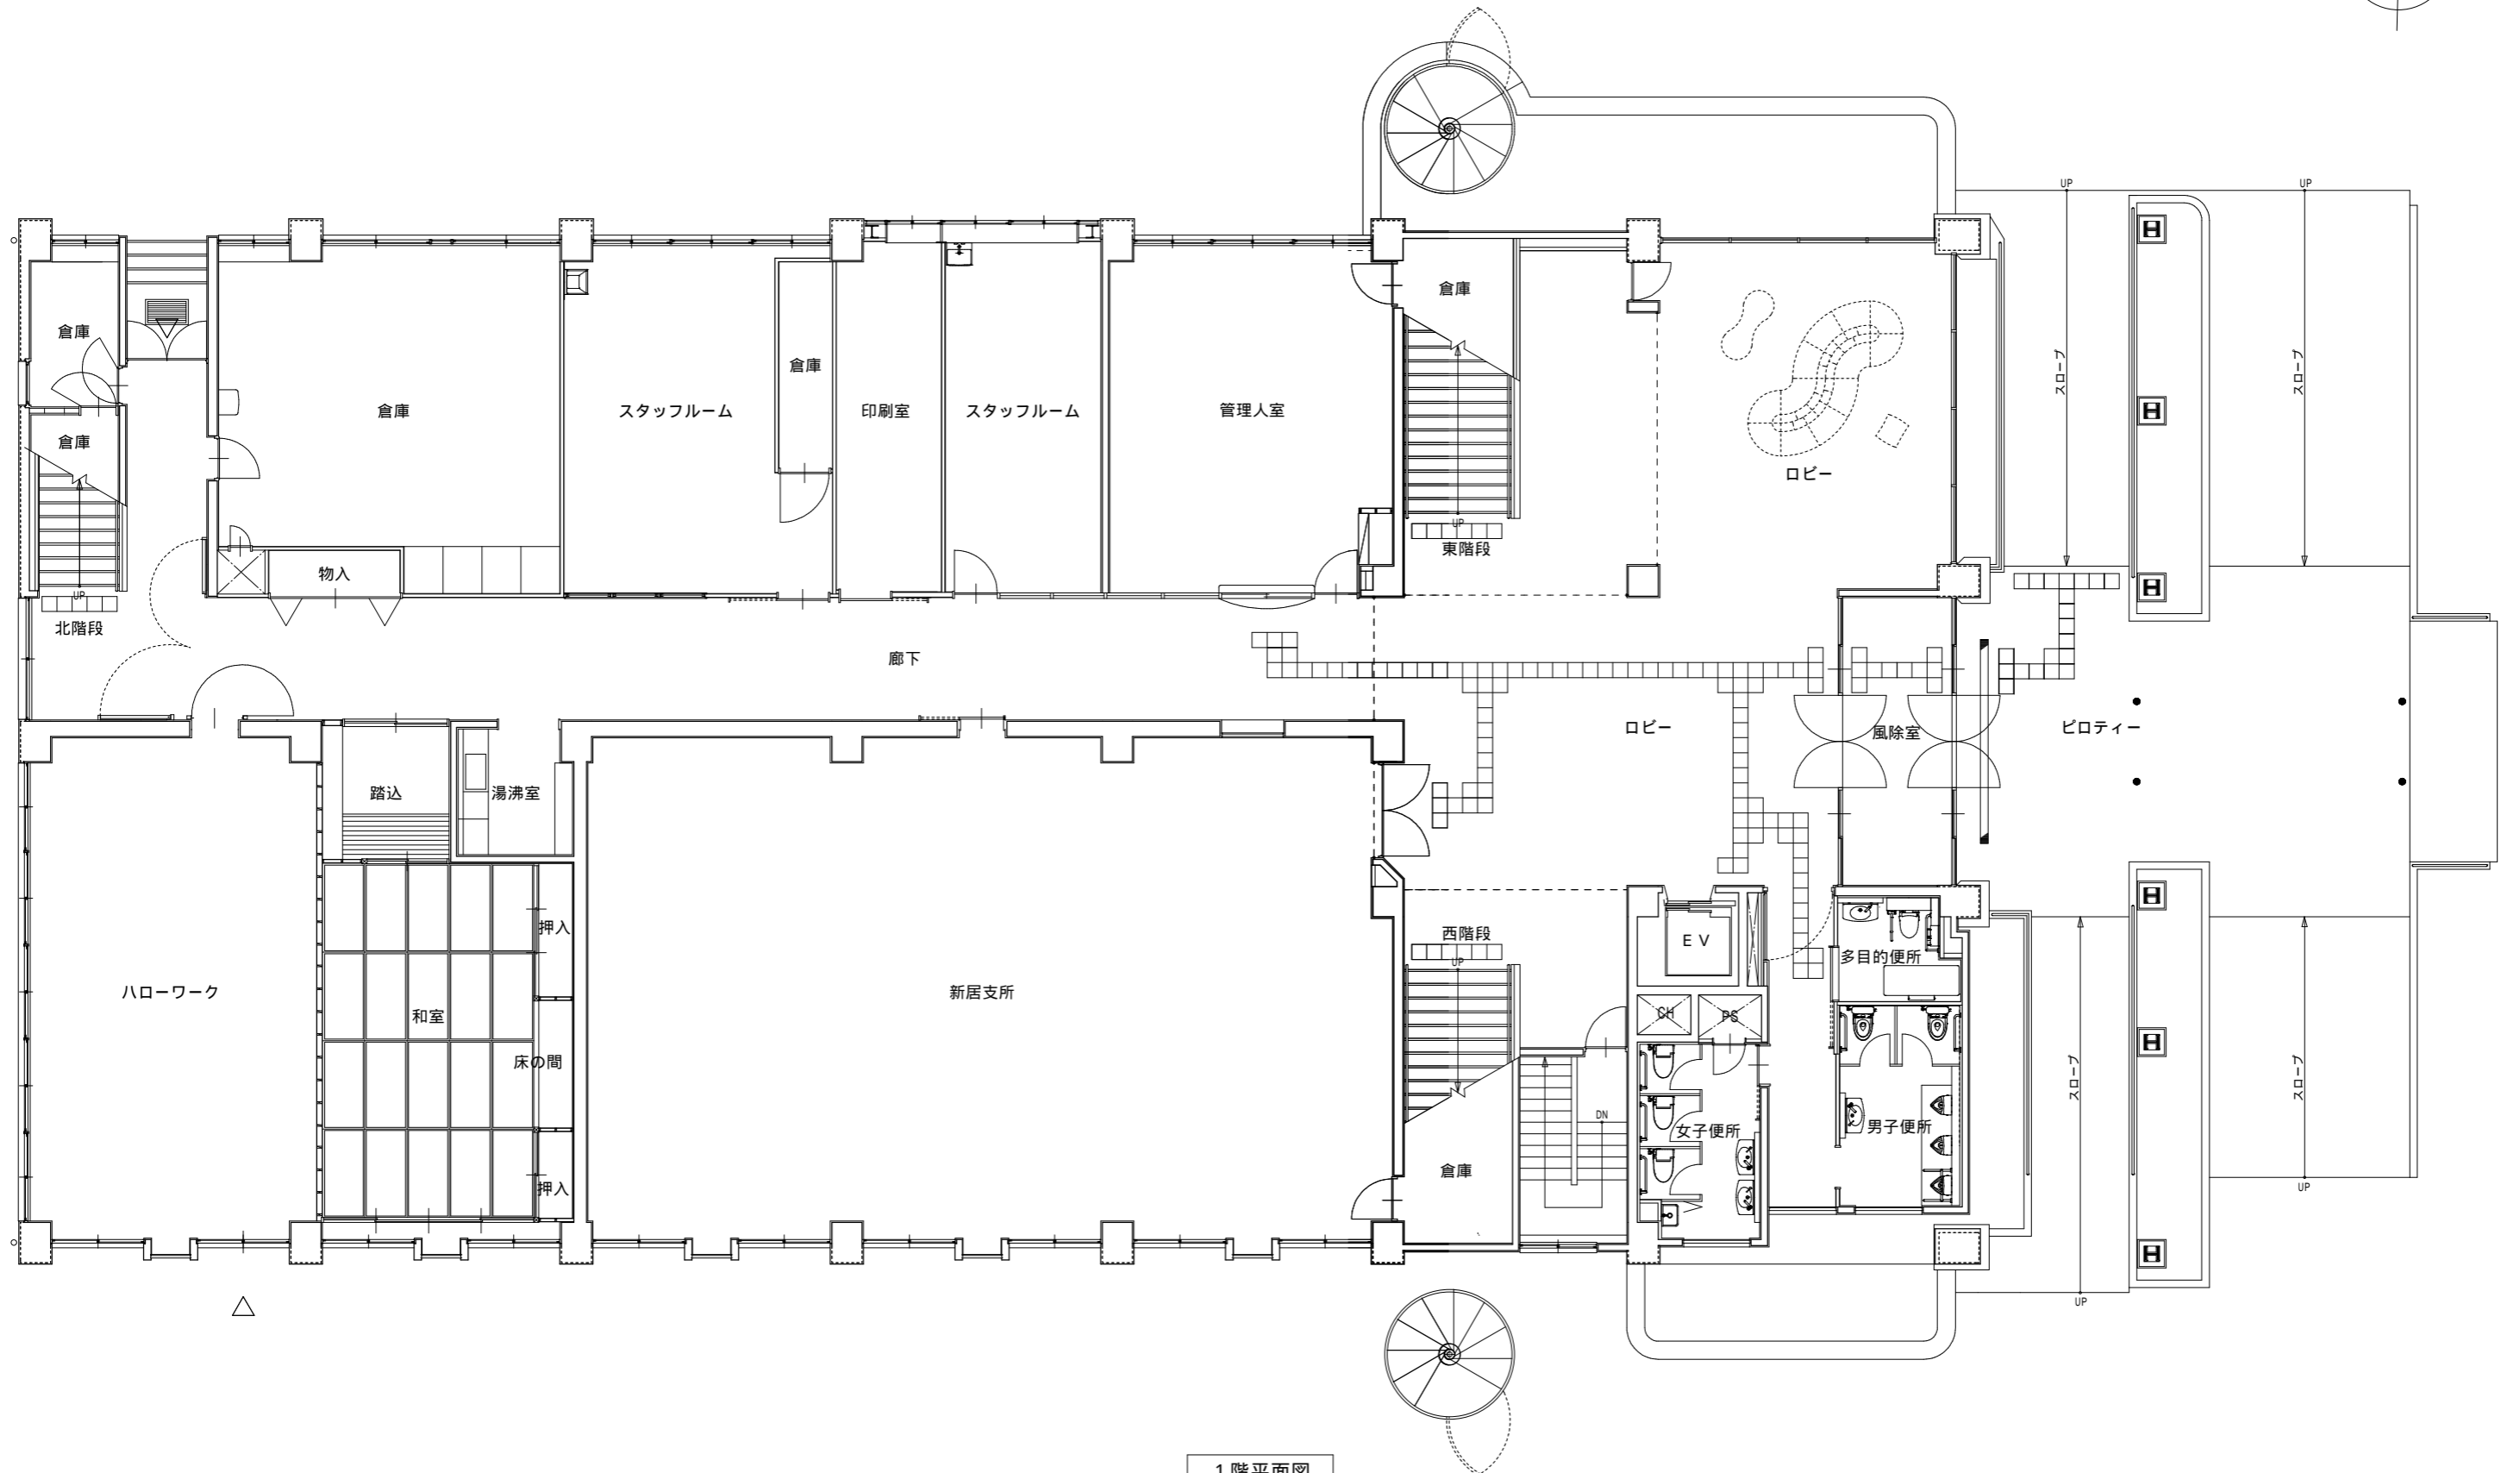 UP
UP
倉庫
倉庫
スロープ
スロープ
倉庫
倉庫
スタッフルーム
印刷室
スタッフルーム
管理人室
倉庫
ロビー
UP
東階段
物入
UP
北階段
廊下
ロビー
風除室
ピロティー
踏込
湯沸室
押入
西階段
UP
EV
多目的便所
ハローワーク
和室
新居支所
CH
PS
床の間
スロープ
スロープ
DN
女子便所
男子便所
倉庫
押入
UP
UP
1階平面図